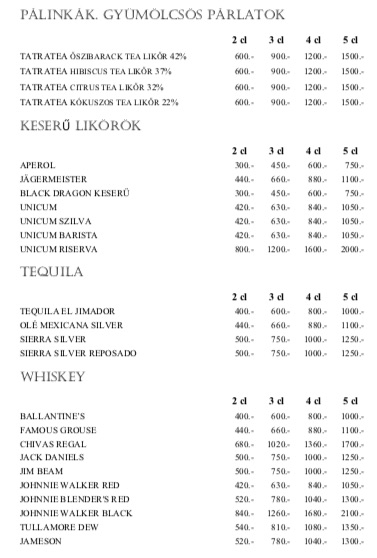 PÁLINKÁK, GYÜMÖLCSÖS PÁRLATOK
2 cl 3 cl 4 cl 5 cl
TATRATEA ŐSZIBARACK TEA LIKŐR 42% 600.- 900.- 1200.- 1500.-
TATRATEA HIBISCUS TEA LIKŐR 37% 600.- 900.- 1200.- 1500.-
TATRATEA CITRUS TEA LIKŐR 32% 600.- 900.- 1200.- 1500.-
TATRATEA KÓKUSZOS TEA LIKŐR 22% 600.- 900.- 1200.- 1500.-
KESERŰ LIKÖRÖK
2 cl 3 cl 4 cl 5 cl
APEROL 300.- 450.- 600.- 750.-
JÄGERMEISTER 440.- 660.- 880.- 1100.-
BLACK DRAGON KESERŰ 300.- 450.- 600.- 750.-
UNICUM 420.- 630.- 840.- 1050.-
UNICUM SZILVA 420.- 630.- 840.- 1050.-
UNICUM BARISTA 420.- 630.- 840.- 1050.-
UNICUM RISERVA 800.- 1200.- 1600.- 2000.-
TEQUILA
2 cl 3 cl 4 cl 5 cl
TEQUILA EL JIMADOR 400.- 600.- 800.- 1000.-
OLÉ MEXICANA SILVER 440.- 660.- 880.- 1100.-
SIERRA SILVER 500.- 750.- 1000.- 1250.-
SIERRA SILVER REPOSADO 500.- 750.- 1000.- 1250.-
WHISKEY
2 cl 3 cl 4 cl 5 cl
BALLANTINE'S 400.- 600.- 800.- 1000.-
FAMOUS GROUSE 440.- 660.- 880.- 1100.-
CHIVAS REGAL 680.- 1020.- 1360.- 1700.-
JACK DANIELS 500.- 750.- 1000.- 1250.-
JIM BEAM 500.- 750.- 1000.- 1250.-
JOHNNIE WALKER RED 420.- 630.- 840.- 1050.-
JOHNNIE BLENDER'S RED 520.- 780.- 1040.- 1300.-
JOHNNIE WALKER BLACK 840.- 1260.- 1680.- 2100.-
TULLAMORE DEW 540.- 810.- 1080.- 1350.-
JAMESON 520.- 780.- 1040.- 1300.-